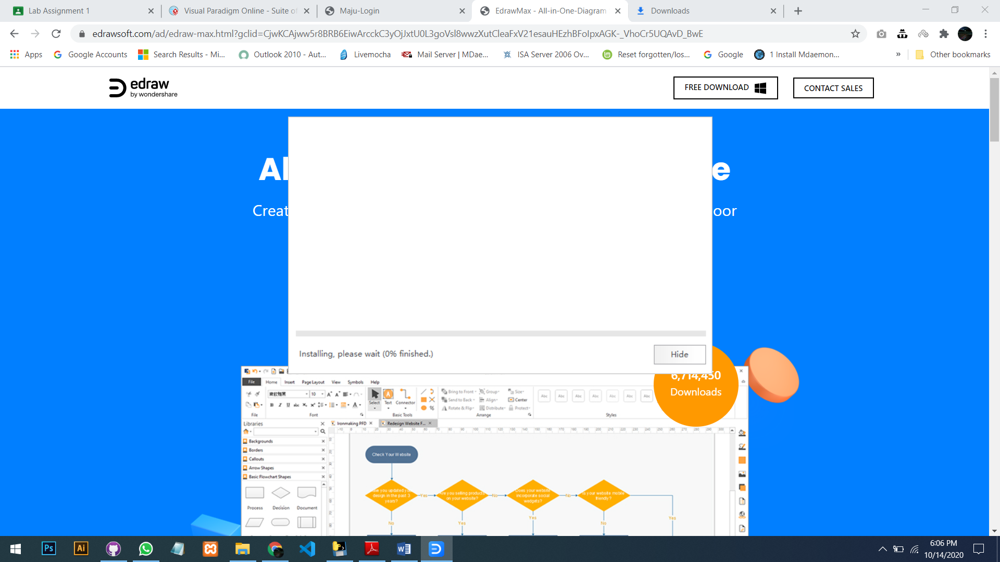 Lab Assignment 1
Visual Paradigm Online - Suite of
Maju-Login
EdrawMax - All-in-One-Diagram
Downloads
edrawsoft.com/ad/edraw-max.html?gclid=CjwKCAjww5r8BRB6EiwArcckC3yOjJxtU0L3goVsl8wwzXutCleaFxV21esauHEzhBFoIpxAGK-_VhoCr5UQAvD_BwE
Apps
Google Accounts
Search Results - Mi...
Outlook 2010 - Aut...
Livemocha
Mail Server | MDae...
ISA Server 2006 Ov...
Reset forgotten/los...
Google
1 Install Mdaemon...
»
Other bookmarks
edraw
by wondershare
FREE DOWNLOAD
CONTACT SALES
Al
e
Creat
oor
Installing, please wait (0% finished.)
Hide
6,714,450
Downloads
File
Home
Insert
Page Layout
View
Symbols
Help
10
Select
Text
Connector
Bring to Front
Group
Size
Send to Back
Align
Center
Rotate & Flip
Distribute
Protect
Abc Abc Abc Abc Abc Abc Abc
File
Font
Basic Tools
Arrange
Styles
Libraries
Ironmaking PFD
Redesign Website F...
Backgrounds
Borders
Callouts
Arrow Shapes
Basic Flowchart Shapes
Process
Decision
Document
Check Your Website
Have you updated your
design in the past 3
years?
Yes
Are you selling products
on your website?
No
Does your website
incorporate social
wedgets?
No
Is your website mobile
friendly?
No
Yes
Yes
No
Yes
Ps
Ai
6:06 PM
10/14/2020